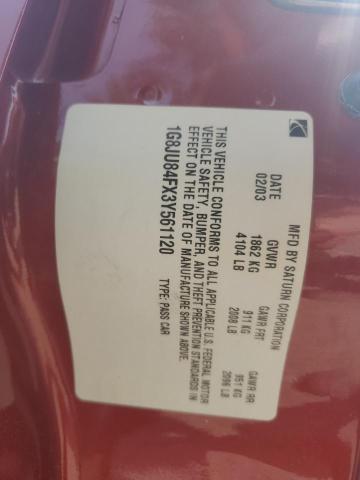 MFD BY SATURN CORPORATION
DATE GVWR GAWR FRT GAWR RR
02/03 1862 KG 911 KG 951 KG
4104 LB 2008 LB 2096 LB
THIS VEHICLE CONFORMS TO ALL APPLICABLE U.S. FEDERAL MOTOR
VEHICLE SAFETY, BUMPER, AND THEFT PREVENTION STANDARDS IN
EFFECT ON THE DATE OF MANUFACTURE SHOWN ABOVE.
1G8JU84FX3Y561120 TYPE: PASS CAR